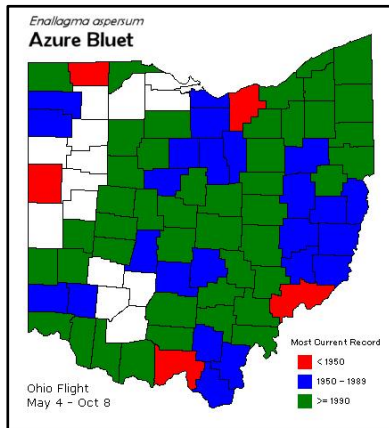 Enallagma aspersum
Azure Bluet
Most Current Record
< 1950
1950 - 1989
>= 1990
Ohio Flight
May 4 - Oct 8